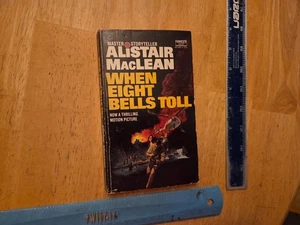 MASTER STORYTELLER
ALISTAIR
MACLEAN
WHEN
EIGHT
BELLS TOLL
NOW A THRILLING
MOTION PICTURE